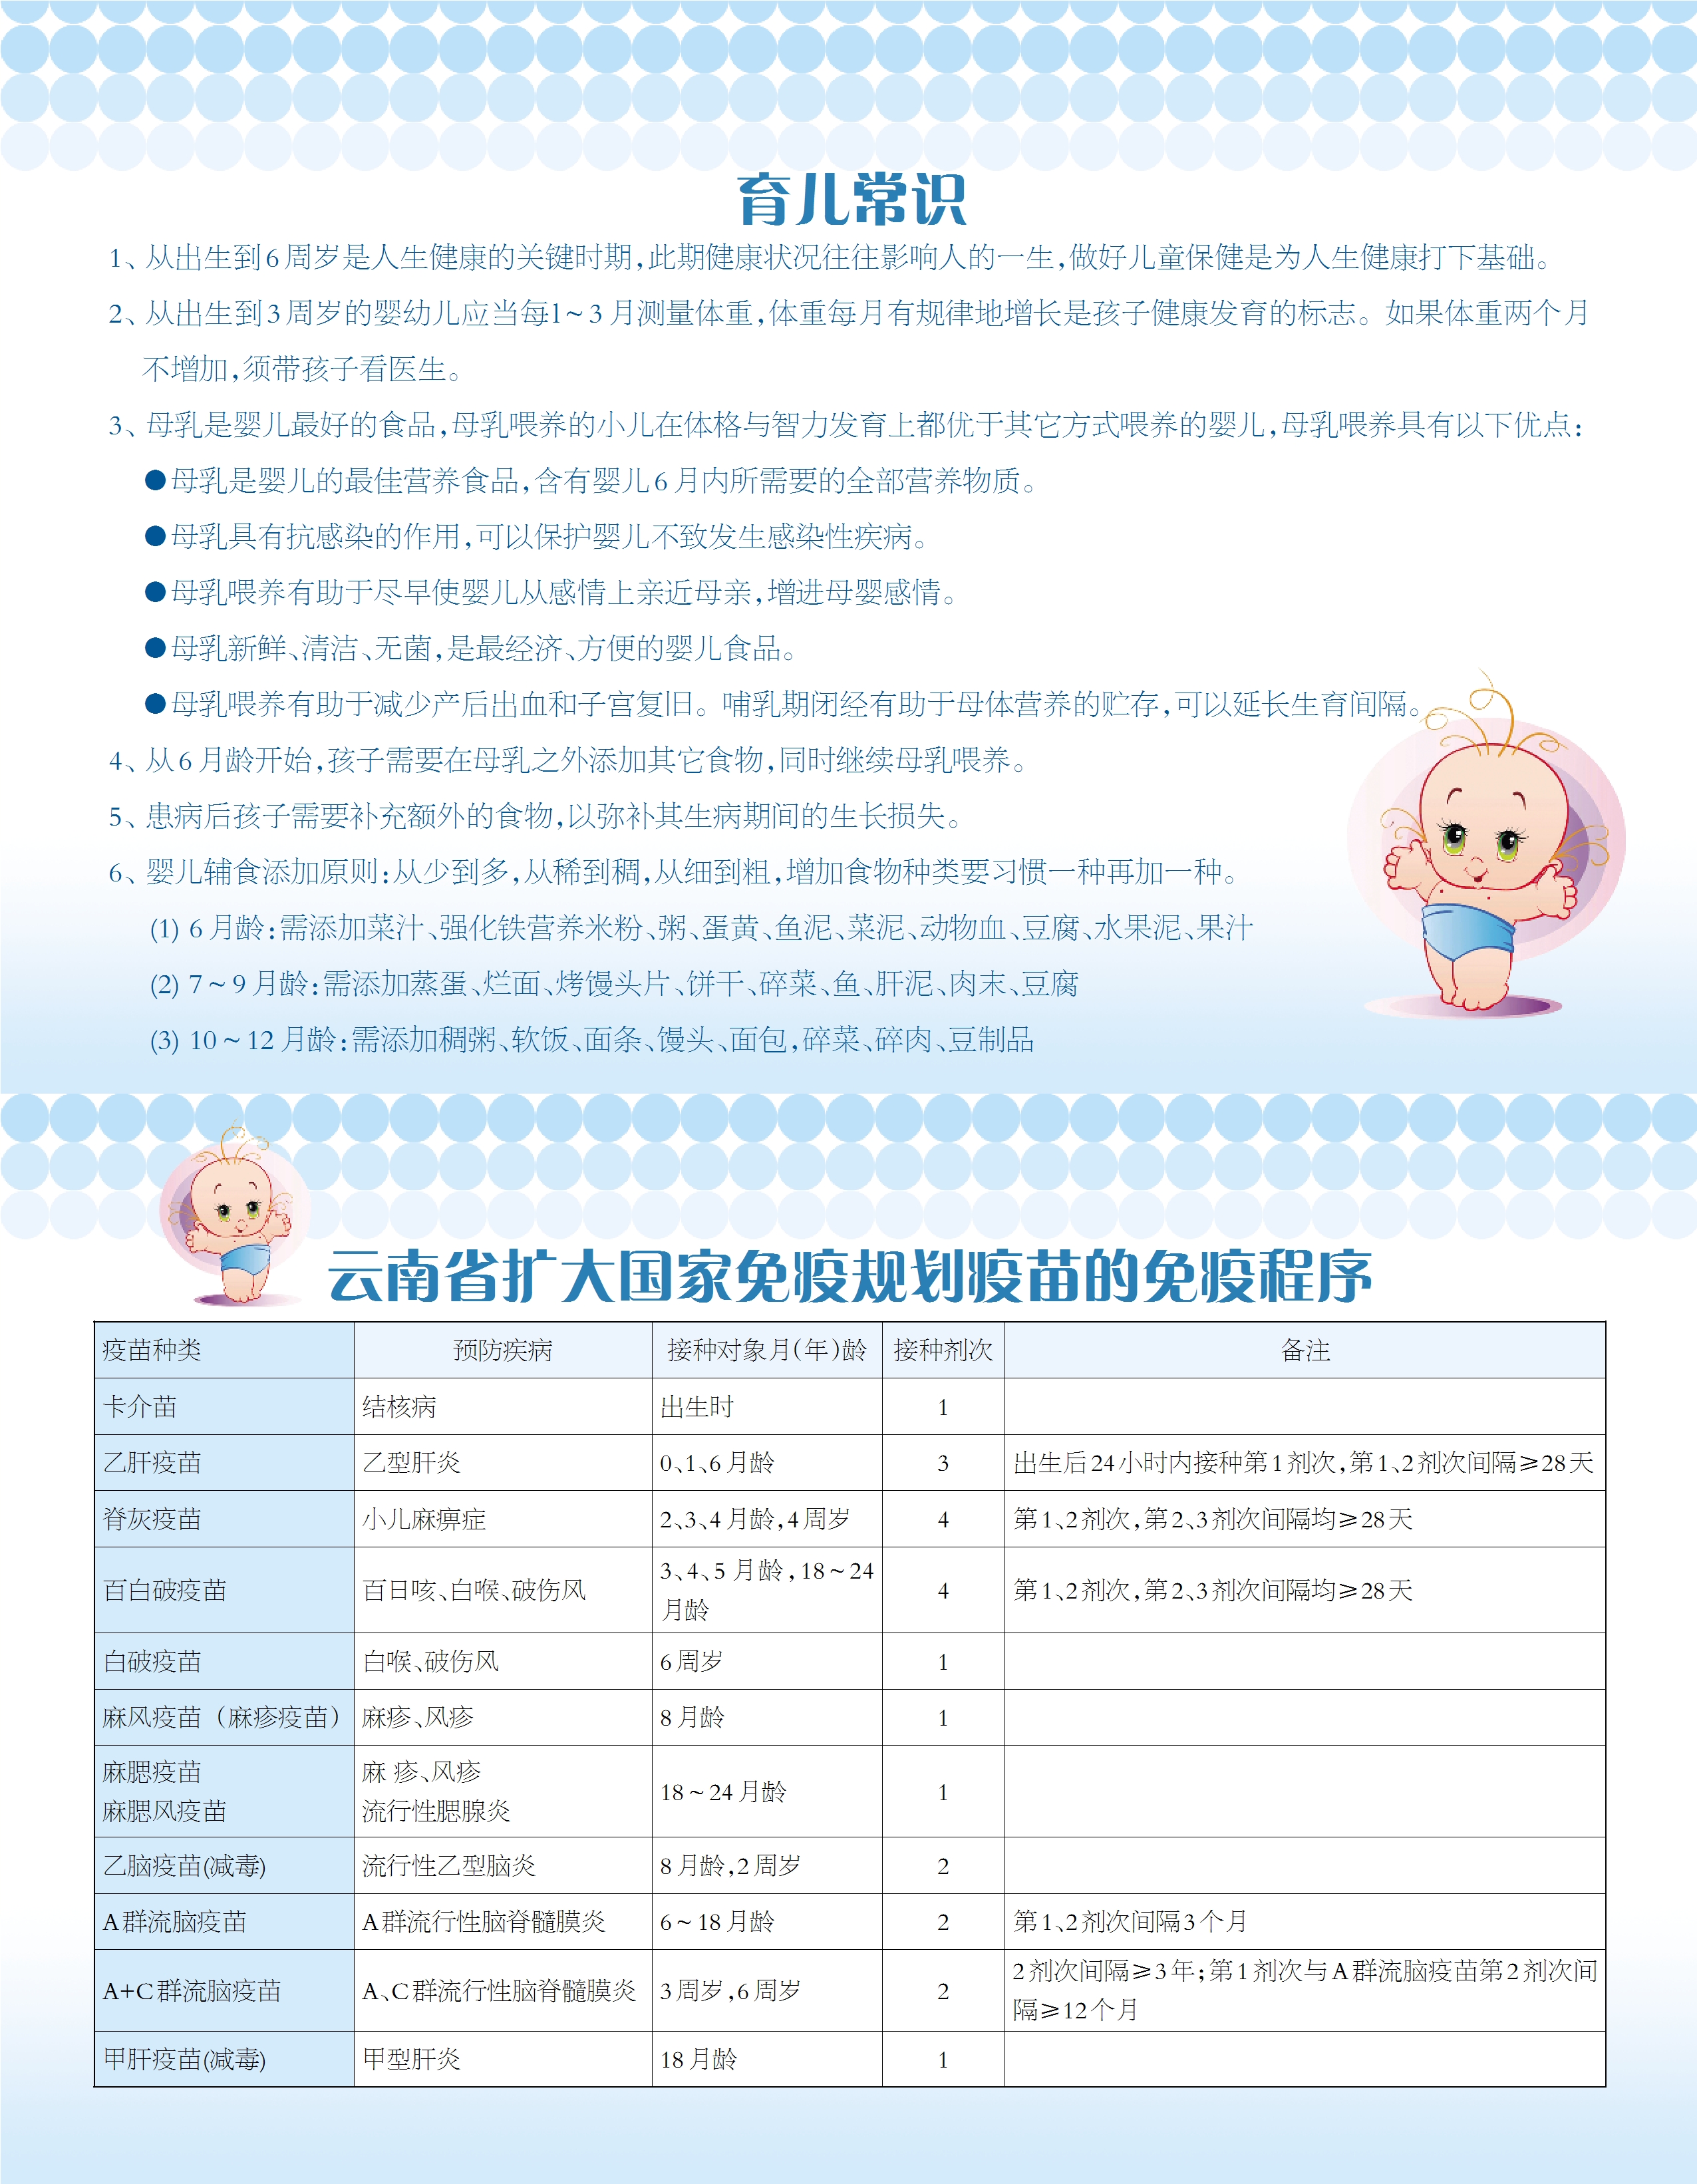 育儿常识
1、从出生到6周岁是人生健康的关键时期,此期健康状况往往影响人的一生,做好儿童保健是为人生健康打下基础。
2、从出生到3周岁的婴幼儿应当每1~3月测量体重,体重每月有规律地增长是孩子健康发育的标志。如果体重两个月
不增加,须带孩子看医生。
3、母乳是婴儿最好的食品,母乳喂养的小儿在体格与智力发育上都优于其它方式喂养的婴儿,母乳喂养具有以下优点:
●母乳是婴儿的最佳营养食品,含有婴儿6月内所需要的全部营养物质。
●母乳具有抗感染的作用,可以保护婴儿不致发生感染性疾病。
●母乳喂养有助于尽早使婴儿从感情上亲近母亲,增进母婴感情。
●母乳新鲜、清洁、无菌,是最经济、方便的婴儿食品。
●母乳喂养有助于减少产后出血和子宫复旧。哺乳期闭经有助于母体营养的贮存,可以延长生育间隔。
4、从6月龄开始,孩子需要在母乳之外添加其它食物,同时继续母乳喂养。
5、患病后孩子需要补充额外的食物,以弥补其生病期间的生长损失。
6、婴儿辅食添加原则:从少到多,从稀到稠,从细到粗,增加食物种类要习惯一种再加一种。
(1) 6月龄:需添加菜汁、强化铁营养米粉、粥、蛋黄、鱼泥、菜泥、动物血、豆腐、水果泥、果汁
(2) 7~9月龄:需添加蒸蛋、烂面、烤馒头片、饼干、碎菜、鱼、肝泥、肉末、豆腐
(3) 10~12月龄:需添加稠粥、软饭、面条、馒头、面包,碎菜、碎肉、豆制品
云南省扩大国家免疫规划疫苗的免疫程序
疫苗种类 预防疾病 接种对象月(年)龄 接种剂次 备注
卡介苗 结核病 出生时 1
乙肝疫苗 乙型肝炎 0、1、6月龄 3 出生后24小时内接种第1剂次,第1、2剂次间隔≥28天
脊灰疫苗 小儿麻痹症 2、3、4月龄,4周岁 4 第1、2剂次,第2、3剂次间隔均≥28天
百白破疫苗 百日咳、白喉、破伤风 3、4、5月龄,18~24
月龄 4 第1、2剂次,第2、3剂次间隔均≥28天
白破疫苗 白喉、破伤风 6周岁 1
麻风疫苗(麻疹疫苗) 麻疹、风疹 8月龄 1
麻腮疫苗
麻腮风疫苗 麻 疹、风疹
流行性腮腺炎 18~24月龄 1
乙脑疫苗(减毒) 流行性乙型脑炎 8月龄,2周岁 2
A群流脑疫苗 A群流行性脑脊髓膜炎 6~18月龄 2 第1、2剂次间隔3个月
A+C群流脑疫苗 A、C群流行性脑脊髓膜炎 3周岁,6周岁 2 2剂次间隔≥3年;第1剂次与A群流脑疫苗第2剂次间
隔≥12个月
甲肝疫苗(减毒) 甲型肝炎 18月龄 1